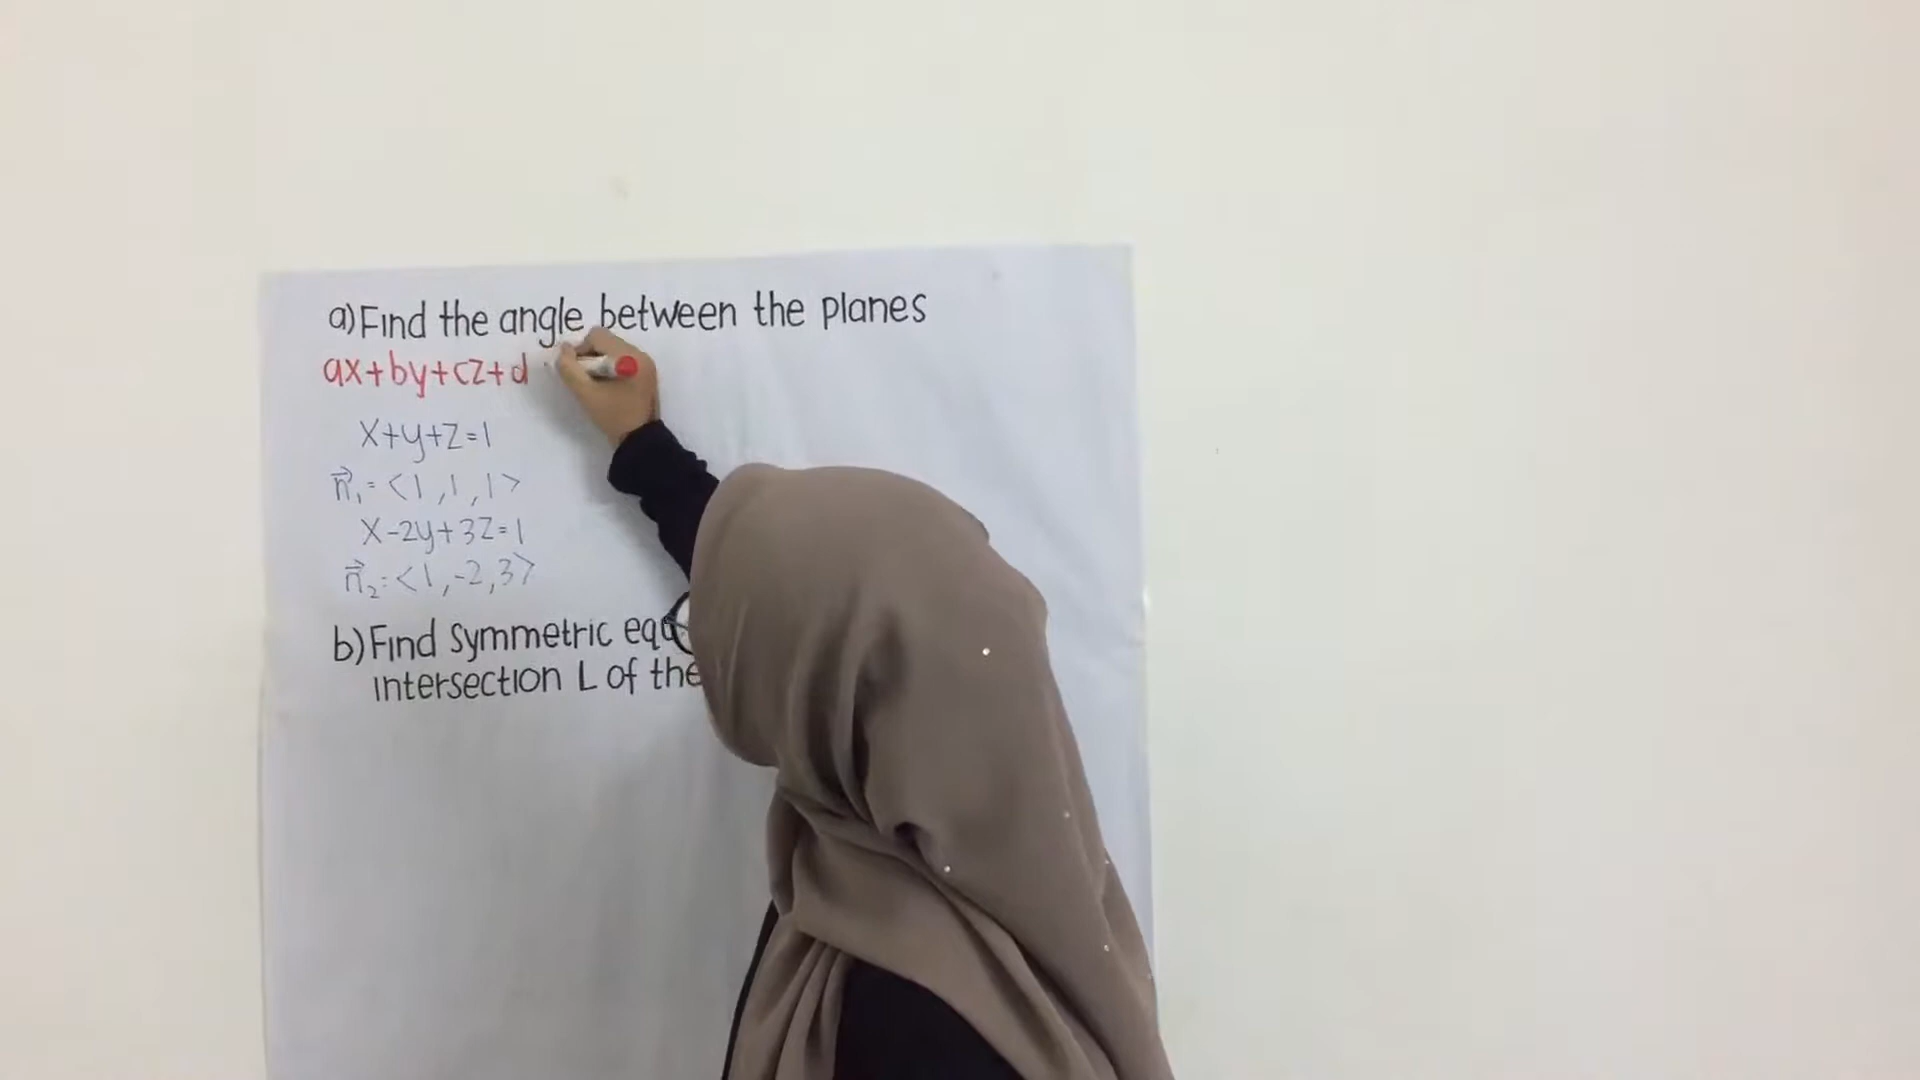 a) Find the angle between the planes
ax+by+cz+d
x+y+z=1
n⃗₁=<1,1,1>
x-2y+3z=1
n⃗₂=<1,-2,3>
b) Find symmetric
intersection L of the